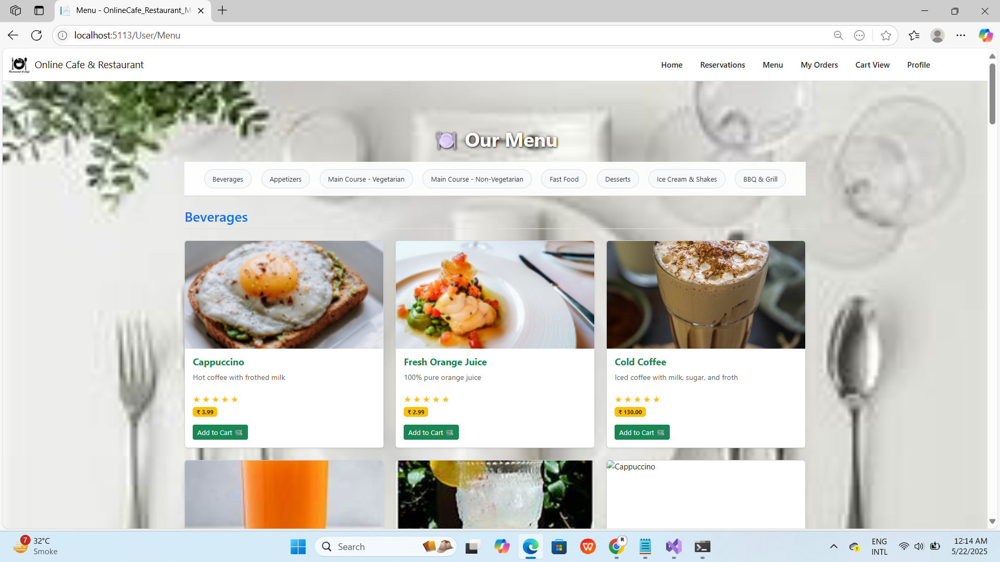 Menu - OnlineCafe_Restaurant_M
localhost:5113/User/Menu
Online Cafe & Restaurant
Home Reservations Menu My Orders Cart View Profile
Our Menu
Beverages Appetizers Main Course - Vegetarian Main Course - Non-Vegetarian Fast Food Desserts Ice Cream & Shakes BBQ & Grill
Beverages
Cappuccino
Hot coffee with frothed milk
₹ 3.99
Add to Cart
Fresh Orange Juice
100% pure orange juice
₹ 2.99
Add to Cart
Cold Coffee
Iced coffee with milk, sugar, and froth
₹ 130.00
Add to Cart
Cappuccino
7
32°C
Smoke
Search
R
ENG
INTL
12:14 AM
5/22/2025